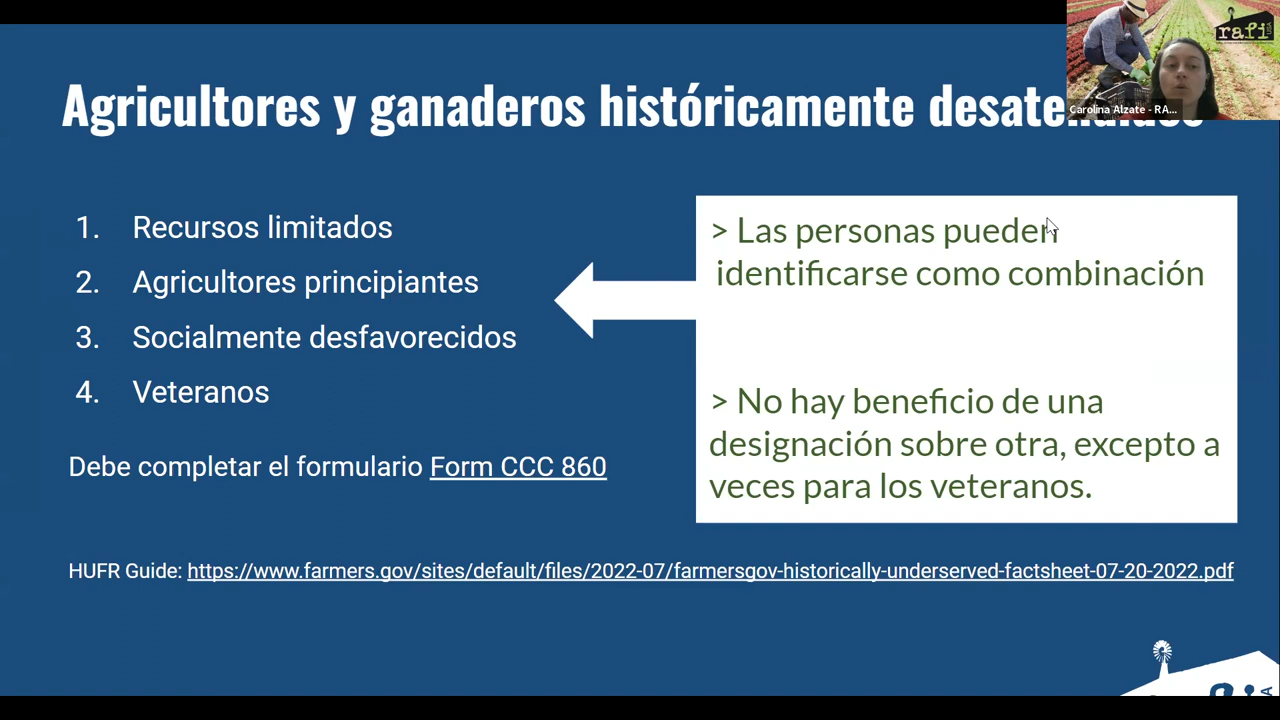 Agricultores y ganaderos históricamente
rafi
USA
Carolina Alzate - RA...
1. Recursos limitados
2. Agricultores principiantes
3. Socialmente desfavorecidos
4. Veteranos
Debe completar el formulario Form CCC 860
> Las personas pueden
identificarse como combinación
> No hay beneficio de una
designación sobre otra, excepto a
veces para los veteranos.
HUFR Guide: https://www.farmers.gov/sites/default/files/2022-07/farmersgov-historically-underserved-factsheet-07-20-2022.pdf